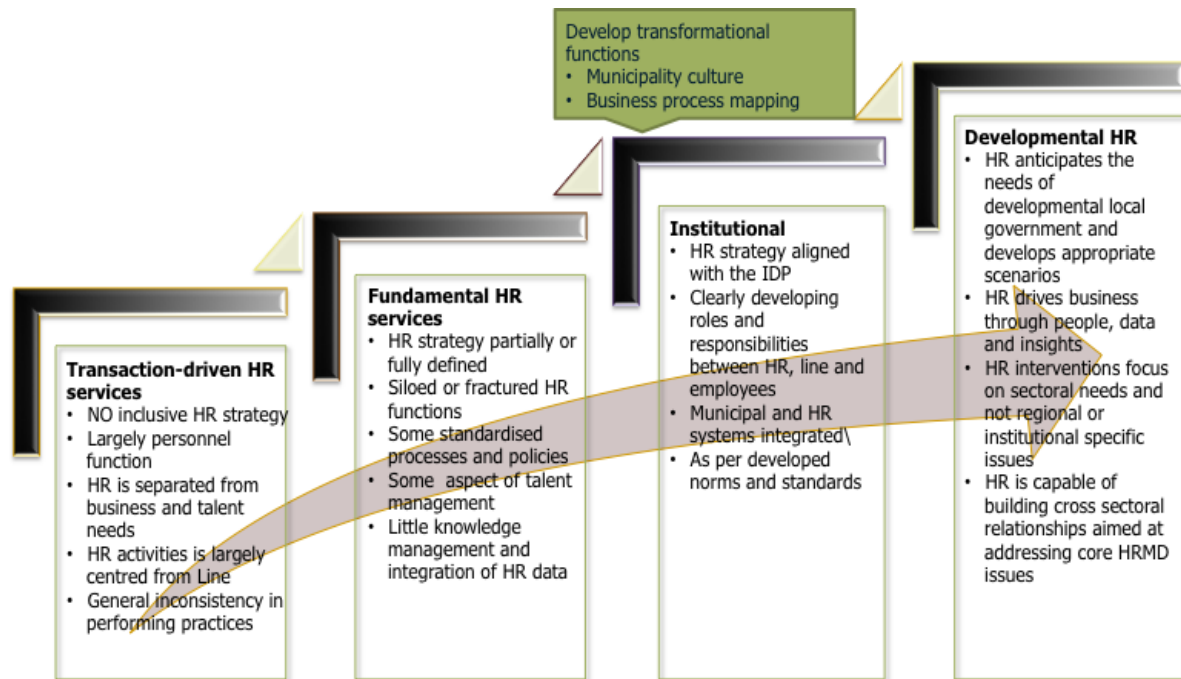 Develop transformational
functions
• Municipality culture
• Business process mapping
Transaction-driven HR
services
• NO inclusive HR strategy
• Largely personnel
function
• HR is separated from
business and talent
needs
• HR activities is largely
centred from Line
• General inconsistency in
performing practices
Fundamental HR
services
• HR strategy partially or
fully defined
• Siloed or fractured HR
functions
• Some standardised
processes and policies
• Some aspect of talent
management
• Little knowledge
management and
integration of HR data
Institutional
• HR strategy aligned
with the IDP
• Clearly developing
roles and
responsibilities
between HR, line and
employees
• Municipal and HR
systems integrated\
• As per developed
norms and standards
Developmental HR
• HR anticipates the
needs of
developmental local
government and
develops appropriate
scenarios
• HR drives business
through people, data
and insights
• HR interventions focus
on sectoral needs and
not regional or
institutional specific
issues
• HR is capable of
building cross sectoral
relationships aimed at
addressing core HRMD
issues